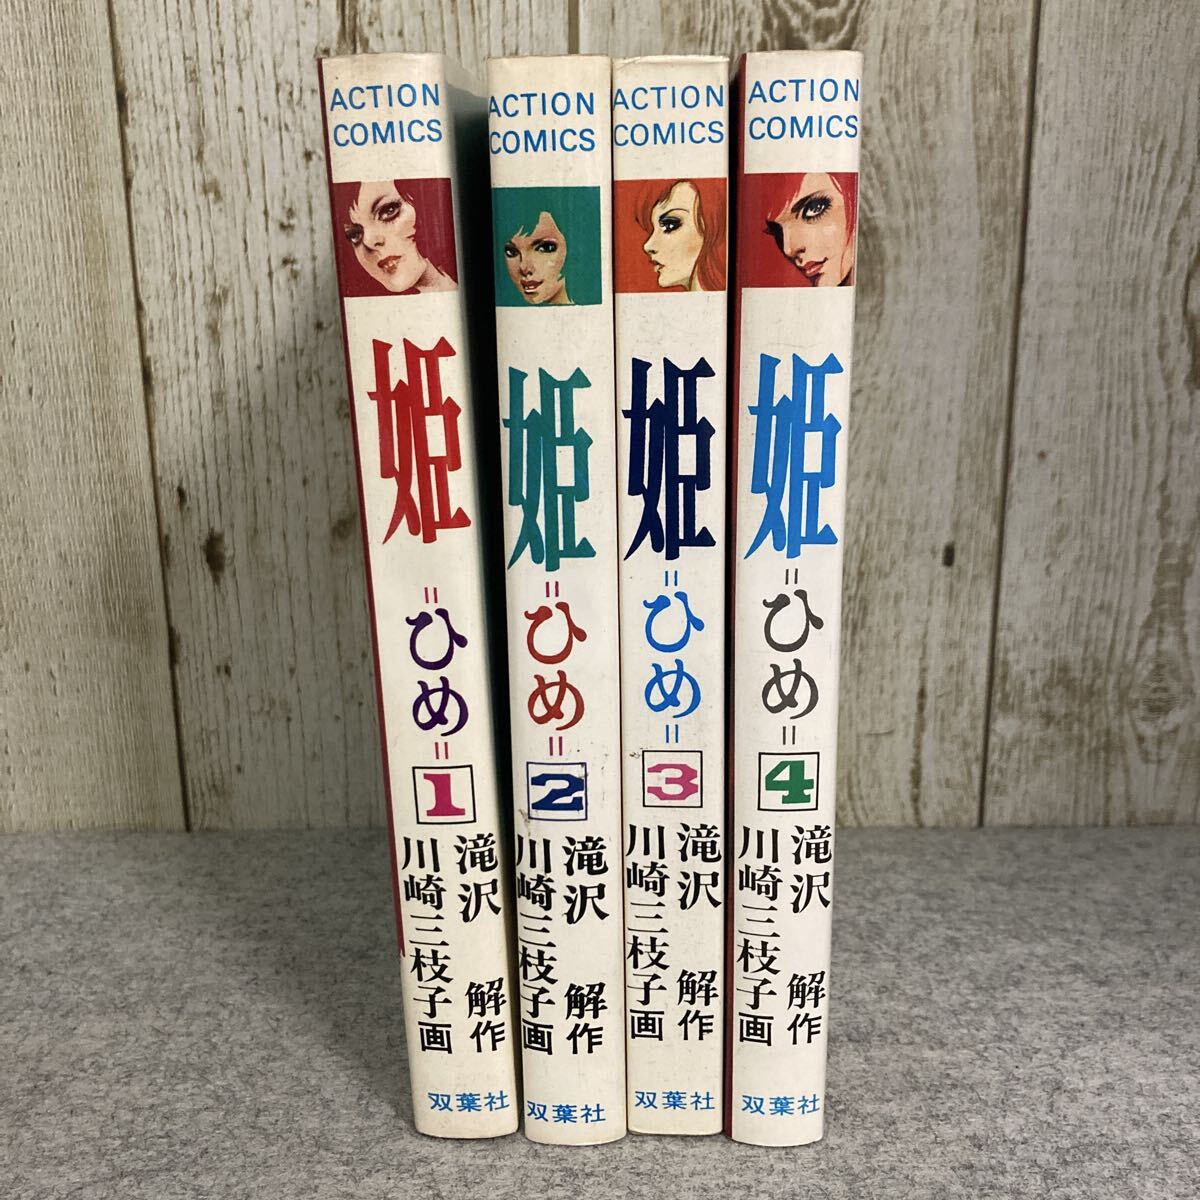 ACTION
COMICS
姫
=ひめ=
1
滝沢 解作
川崎三枝子画
双葉社
ACTION
COMICS
姫
=ひめ=
2
滝沢 解作
川崎三枝子画
双葉社
ACTION
COMICS
姫
=ひめ=
3
滝沢 解作
川崎三枝子画
双葉社
ACTION
COMICS
姫
=ひめ=
4
滝沢 解作
川崎三枝子画
双葉社